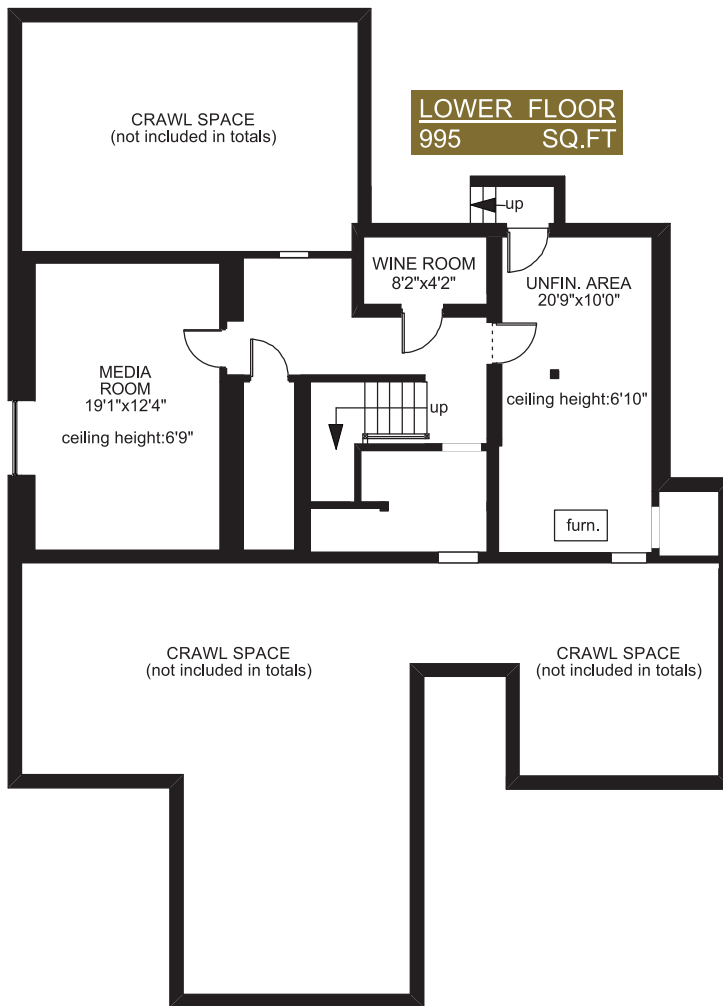 LOWER FLOOR
995 SQ.FT
CRAWL SPACE
(not included in totals)
up
WINE ROOM
8'2"x4'2"
UNFIN. AREA
20'9"x10'0"
ceiling height:6'10"
MEDIA
ROOM
19'1"x12'4"
ceiling height:6'9"
up
furn.
CRAWL SPACE
(not included in totals)
CRAWL SPACE
(not included in totals)